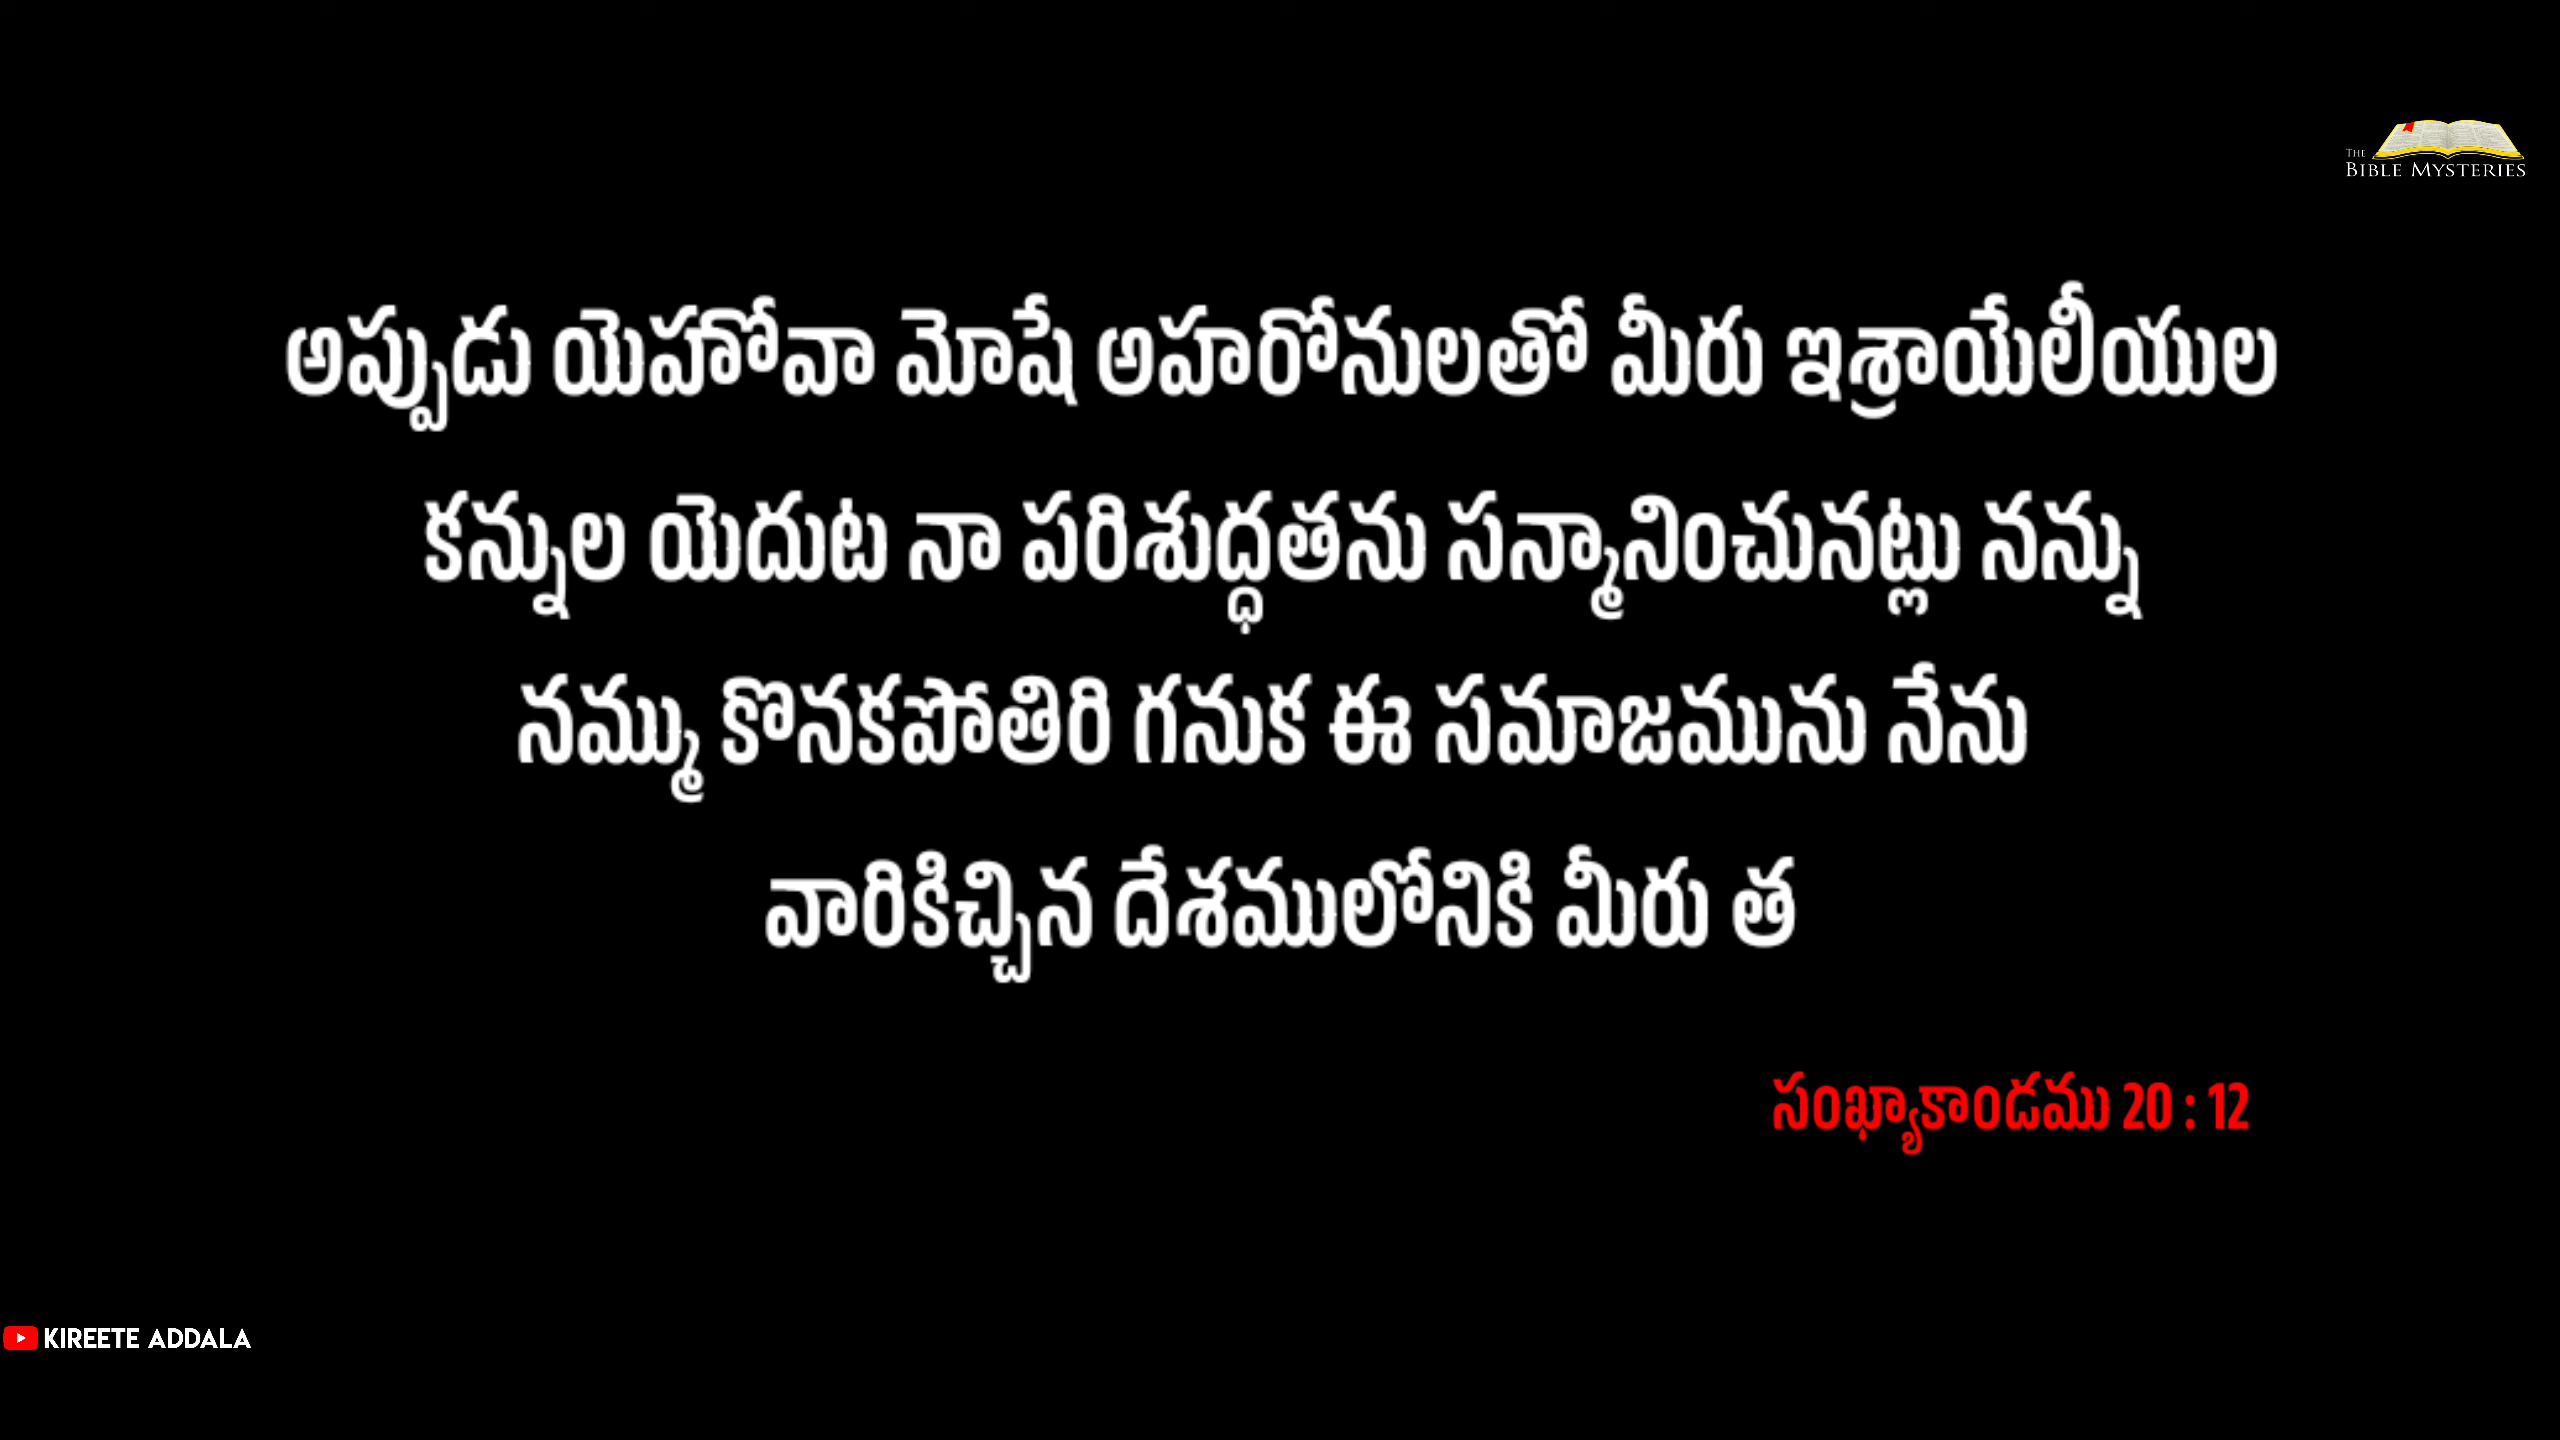 THE
BIBLE MYSTERIES
అప్పుడు యెహోవా మోషే అహరోనులతో మీరు ఇశ్రాయేలీయుల
కన్నుల యెదుట నా పరిశుద్ధతను సన్మానించునట్లు నన్ను
నమ్ము కొనకపోతిరి గనుక ఈ సమాజమును నేను
వారికిచ్చిన దేశములోనికి మీరు త
సంఖ్యాకాండము 20 : 12
KIREETE ADDALA